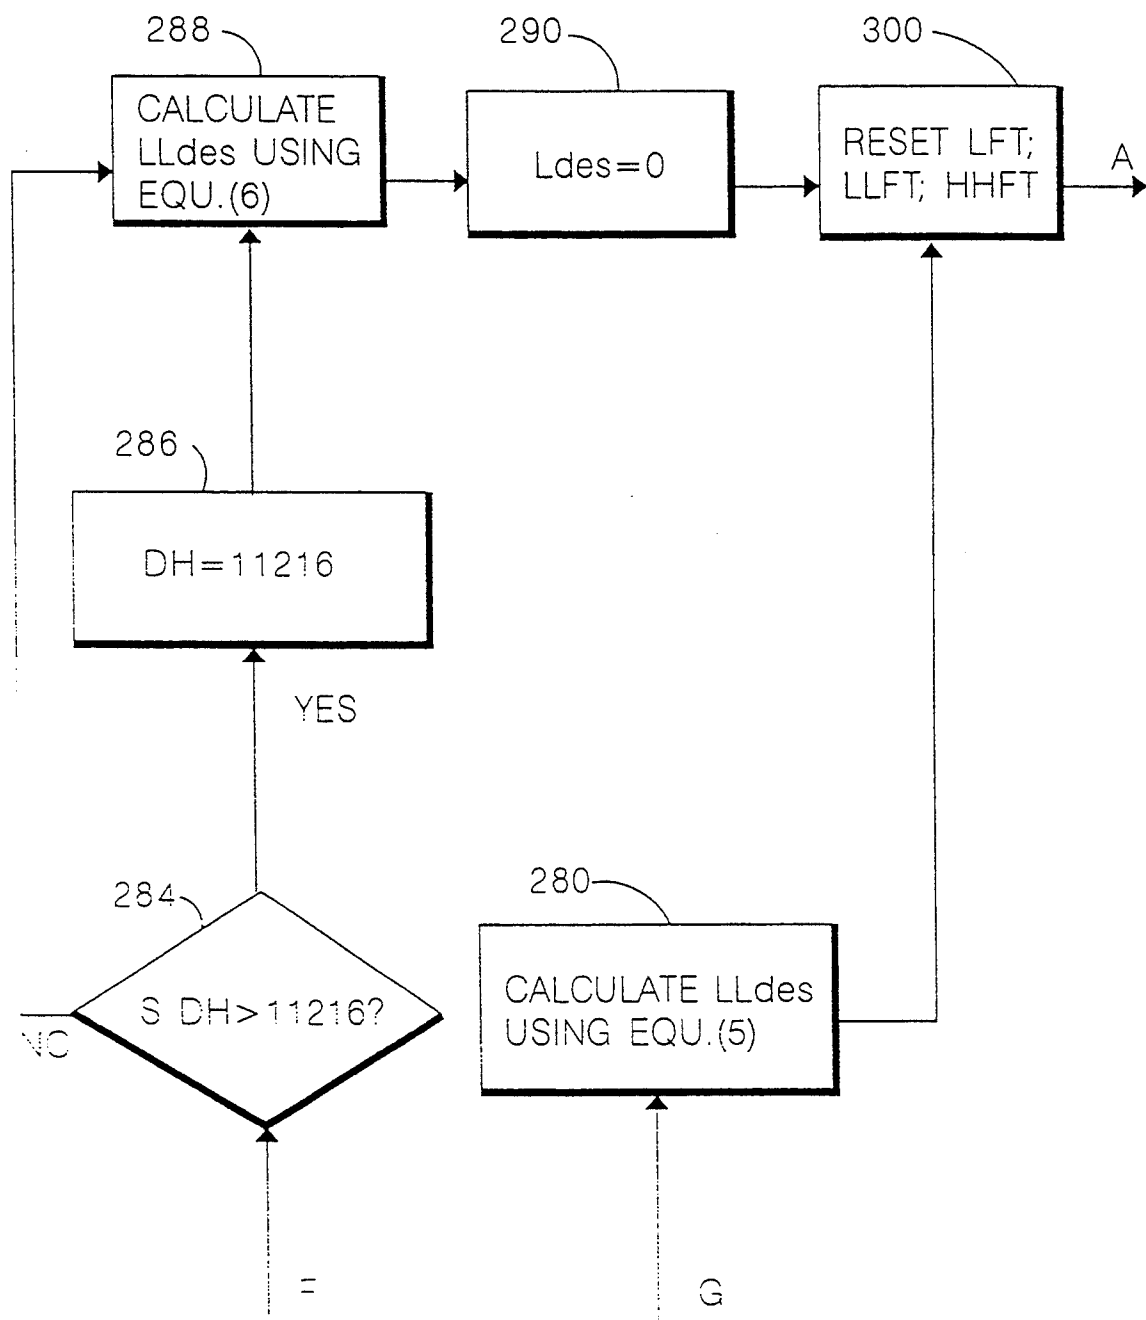 288
290
300
CALCULATE
LLdes USING
EQU.(6)
Ldes=0
RESET LFT;
LLFT; HHFT
A
286
DH=11216
YES
284
280
S DH>11216?
CALCULATE LLdes
USING EQU.(5)
G